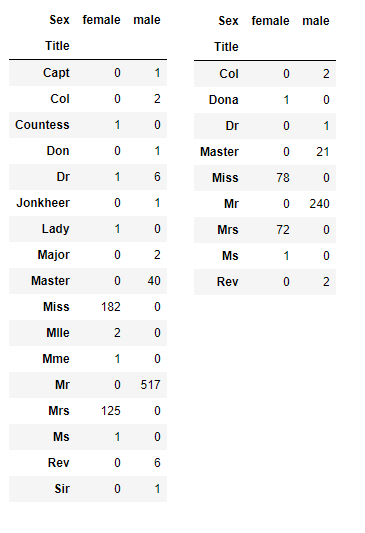 Sex female male
Title
Capt 0 1
Col 0 2
Countess 1 0
Don 0 1
Dr 1 6
Jonkheer 0 1
Lady 1 0
Major 0 2
Master 0 40
Miss 182 0
Mlle 2 0
Mme 1 0
Mr 0 517
Mrs 125 0
Ms 1 0
Rev 0 6
Sir 0 1
Sex female male
Title
Col 0 2
Dona 1 0
Dr 0 1
Master 0 21
Miss 78 0
Mr 0 240
Mrs 72 0
Ms 1 0
Rev 0 2